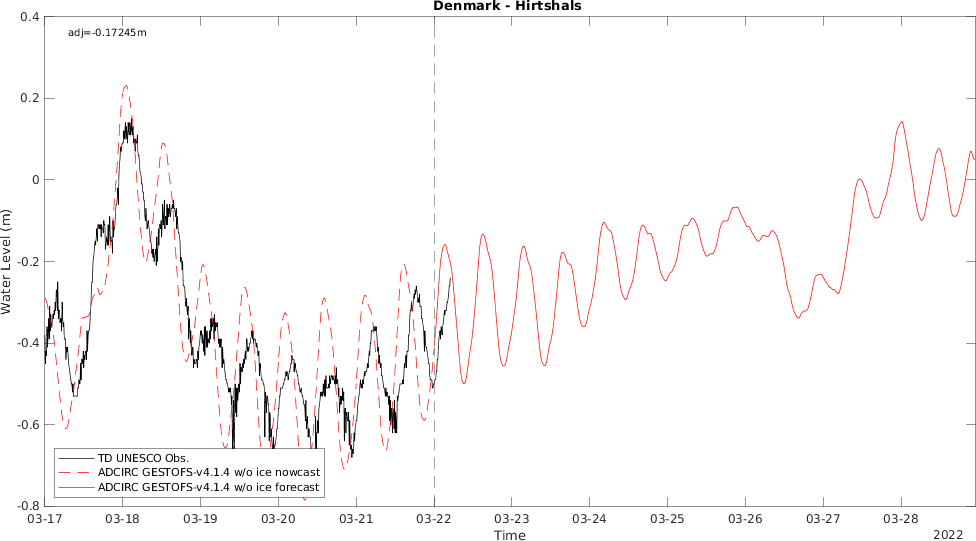 Denmark - Hirtshals
adj=-0.17245m
0.4
0.2
0
-0.2
-0.4
-0.6
-0.8
Water Level (m)
TD UNESCO Obs.
ADCIRC GESTOFS-v4.1.4 w/o ice nowcast
ADCIRC GESTOFS-v4.1.4 w/o ice forecast
03-17 03-18 03-19 03-20 03-21 03-22 03-23 03-24 03-25 03-26 03-27 03-28
Time
2022